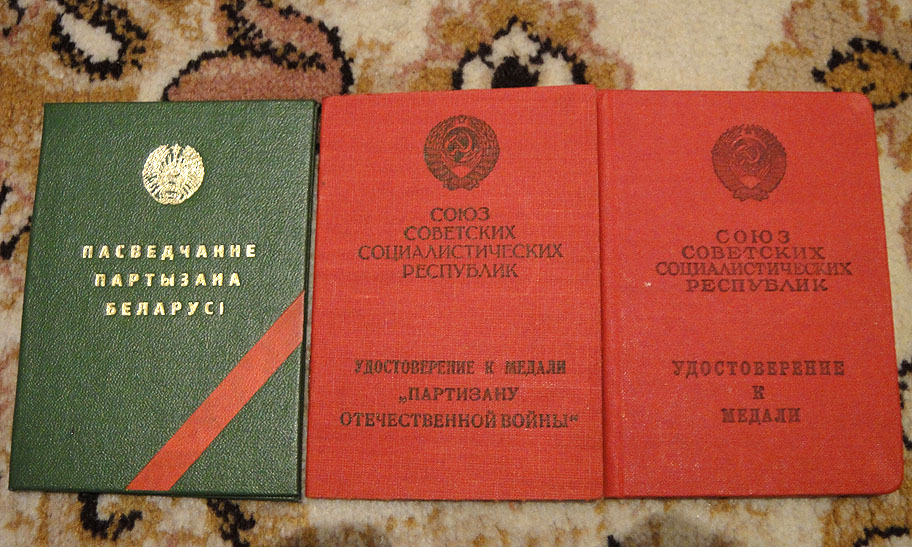 ПАСВЕДЧАННЕ
ПАРТЫЗАНА
БЕЛАРУСІ
СОЮЗ
СОВЕТСКИХ
СОЦИАЛИСТИЧЕСКИХ
РЕСПУБЛИК
УДОСТОВЕРЕНИЕ К МЕДАЛИ
„ПАРТИЗАНУ
ОТЕЧЕСТВЕННОЙ ВОЙНЫ“
СОЮЗ
СОВЕТСКИХ
СОЦИАЛИСТИЧЕСКИХ
РЕСПУБЛИК
УДОСТОВЕРЕНИЕ
К
МЕДАЛИ